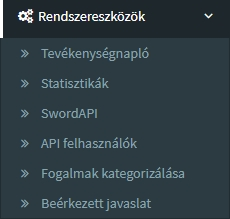 Rendszereszközök
Tevékenységnapló
Statisztikák
SwordAPI
API felhasználók
Fogalmak kategorizálása
Beérkezett javaslat